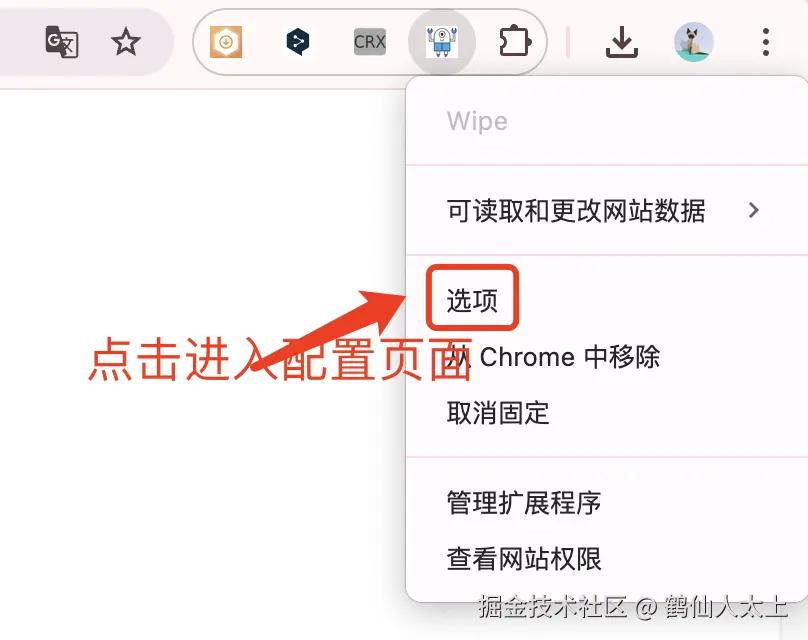 G 文
CRX
Wipe
可读取和更改网站数据
选项
点击进入配置页面
从 Chrome 中移除
取消固定
管理扩展程序
查看网站权限
掘金技术社区 @ 鹤仙人太上